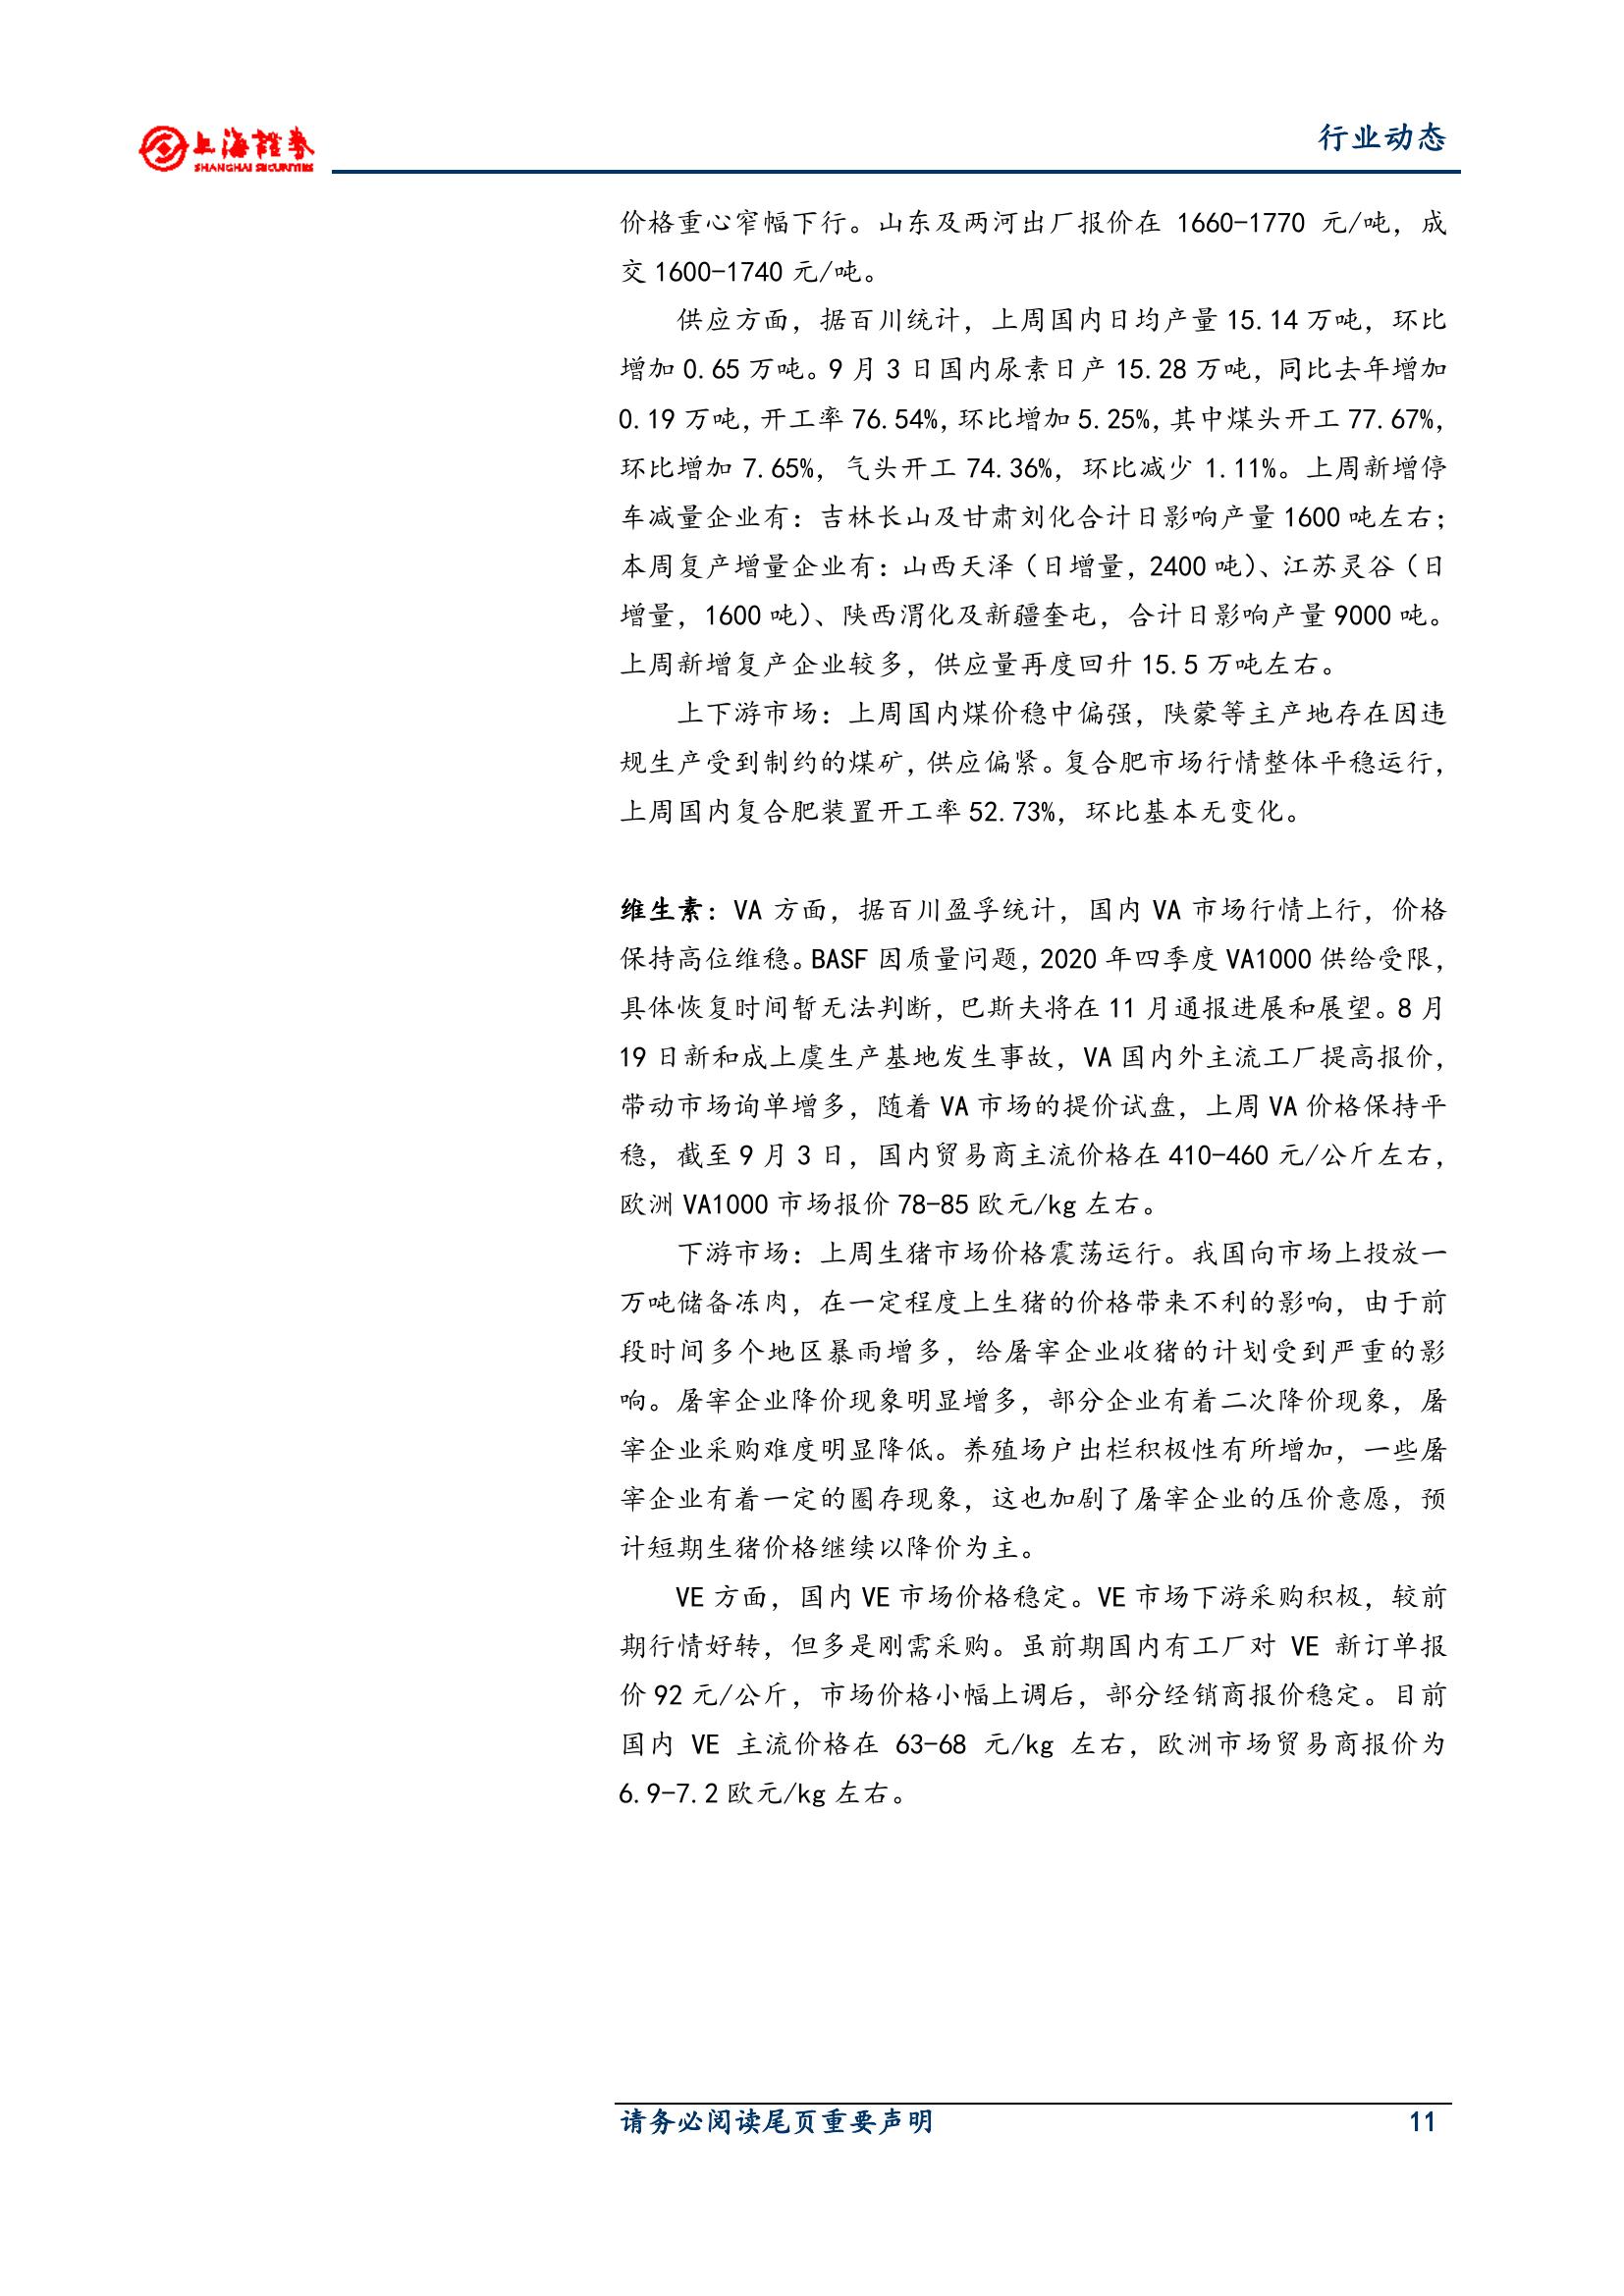 上海證券
SHANGHAI SECURITIES
行业动态
价格重心窄幅下行。山东及两河出厂报价在 1660-1770 元/吨，成
交 1600-1740 元/吨。
供应方面，据百川统计，上周国内日均产量 15.14 万吨，环比
增加 0.65 万吨。9 月 3 日国内尿素日产 15.28 万吨，同比去年增加
0.19 万吨，开工率 76.54%，环比增加 5.25%，其中煤头开工 77.67%，
环比增加 7.65%，气头开工 74.36%，环比减少 1.11%。上周新增停
车减量企业有：吉林长山及甘肃刘化合计日影响产量 1600 吨左右；
本周复产增量企业有：山西天泽（日增量，2400 吨）、江苏灵谷（日
增量，1600 吨）、陕西渭化及新疆奎屯，合计日影响产量 9000 吨。
上周新增复产企业较多，供应量再度回升 15.5 万吨左右。
上下游市场：上周国内煤价稳中偏强，陕蒙等主产地存在因违
规生产受到制约的煤矿，供应偏紧。复合肥市场行情整体平稳运行，
上周国内复合肥装置开工率 52.73%，环比基本无变化。
维生素：VA 方面，据百川盈孚统计，国内 VA 市场行情上行，价格
保持高位维稳。BASF 因质量问题，2020 年四季度 VA1000 供给受限，
具体恢复时间暂无法判断，巴斯夫将在 11 月通报进展和展望。8 月
19 日新和成上虞生产基地发生事故，VA 国内外主流工厂提高报价，
带动市场询单增多，随着 VA 市场的提价试盘，上周 VA 价格保持平
稳，截至 9 月 3 日，国内贸易商主流价格在 410-460 元/公斤左右，
欧洲 VA1000 市场报价 78-85 欧元/kg 左右。
下游市场：上周生猪市场价格震荡运行。我国向市场上投放一
万吨储备冻肉，在一定程度上生猪的价格带来不利的影响，由于前
段时间多个地区暴雨增多，给屠宰企业收猪的计划受到严重的影
响。屠宰企业降价现象明显增多，部分企业有着二次降价现象，屠
宰企业采购难度明显降低。养殖场户出栏积极性有所增加，一些屠
宰企业有着一定的圈存现象，这也加剧了屠宰企业的压价意愿，预
计短期生猪价格继续以降价为主。
VE 方面，国内 VE 市场价格稳定。VE 市场下游采购积极，较前
期行情好转，但多是刚需采购。虽前期国内有工厂对 VE 新订单报
价 92 元/公斤，市场价格小幅上调后，部分经销商报价稳定。目前
国内 VE 主流价格在 63-68 元/kg 左右，欧洲市场贸易商报价为
6.9-7.2 欧元/kg 左右。
请务必阅读尾页重要声明 11